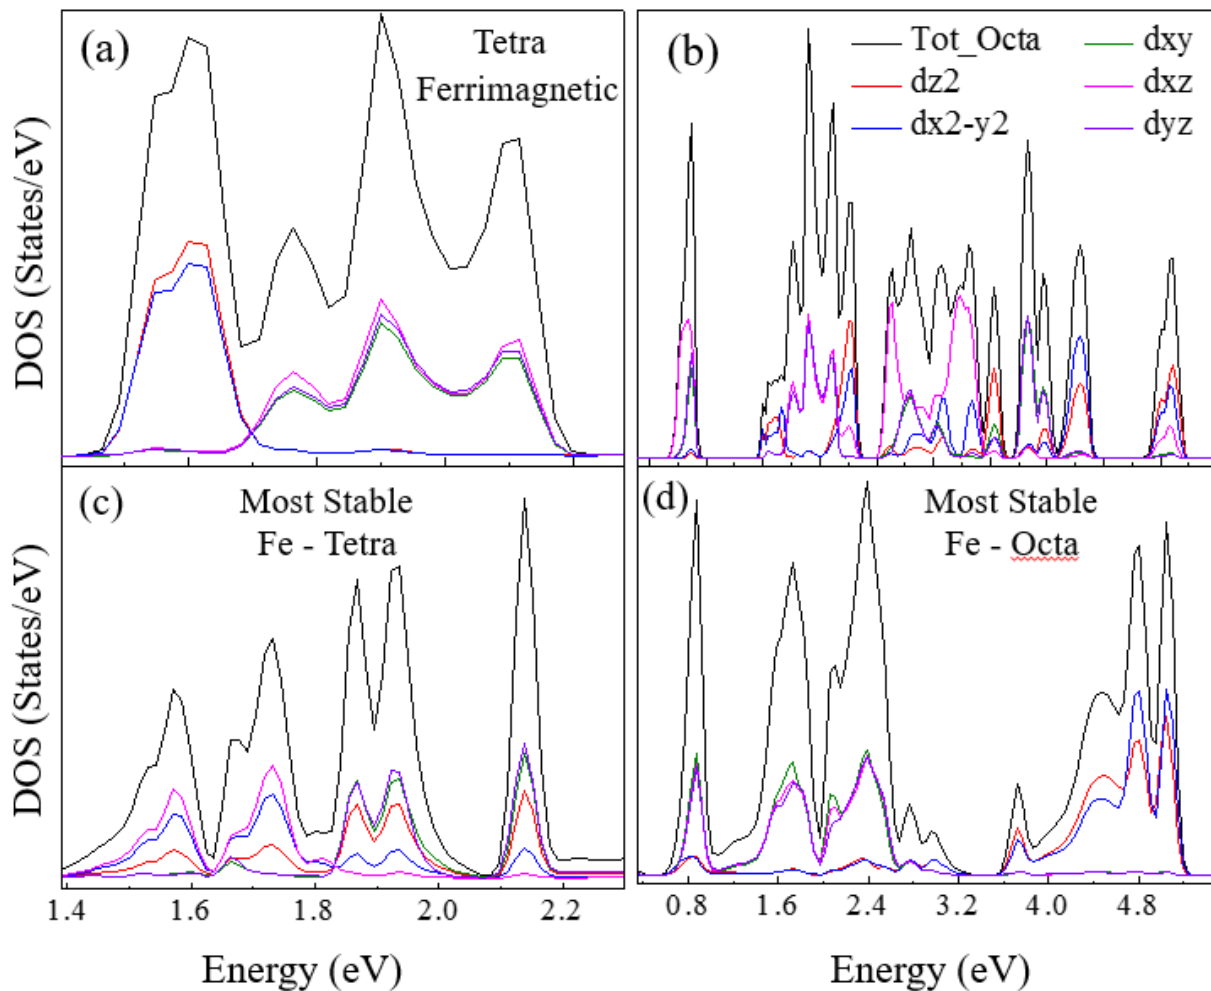 (a)
Tetra
Ferrimagnetic
DOS (States/eV)
(b)
Tot_Octa
dz2
dx2-y2
dxy
dxz
dyz
(c)
Most Stable
Fe - Tetra
DOS (States/eV)
1.4 1.6 1.8 2.0 2.2
Energy (eV)
(d)
Most Stable
Fe - Octa
0.8 1.6 2.4 3.2 4.0 4.8
Energy (eV)